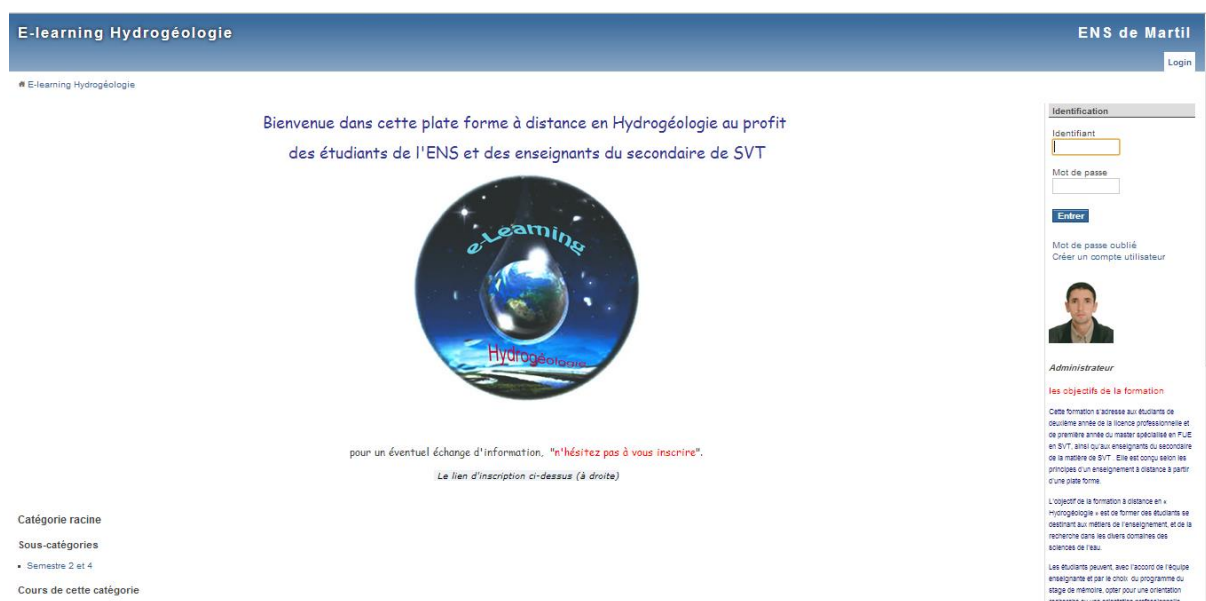 E-learning Hydrogéologie
ENS de Martil
Login
E-learning Hydrogéologie
Bienvenue dans cette plate forme à distance en Hydrogéologie au profit
des étudiants de l'ENS et des enseignants du secondaire de SVT
e-Learning
Hydrogéologie
pour un éventuel échange d'information, "n'hésitez pas à vous inscrire".
Le lien d'inscription ci-dessus (à droite)
Catégorie racine
Sous-catégories
Semestre 2 et 4
Cours de cette catégorie
Identification
Identifiant
Mot de passe
Entrer
Mot de passe oublié
Créer un compte utilisateur
Administrateur
les objectifs de la formation
Cette formation s'adresse aux étudiants de
deuxième année de la licence professionnelle et
de première année du master spécialisé en FUE
en SVT, ainsi qu'aux enseignants du secondaire
de la matière de SVT . Elle est conçu selon les
principes d'un enseignement à distance à partir
d'une plate forme.
L'objectif de la formation à distance en «
Hydrogéologie » est de former des étudiants se
destinant aux métiers de l'enseignement, et de la
recherche dans les divers domaines des
sciences de l'eau.
Les étudiants peuvent, avec l'accord de l'équipe
enseignante et par le choix du programme du
stage de mémoire, opter pour une orientation
recherche ou une orientation professionnelle